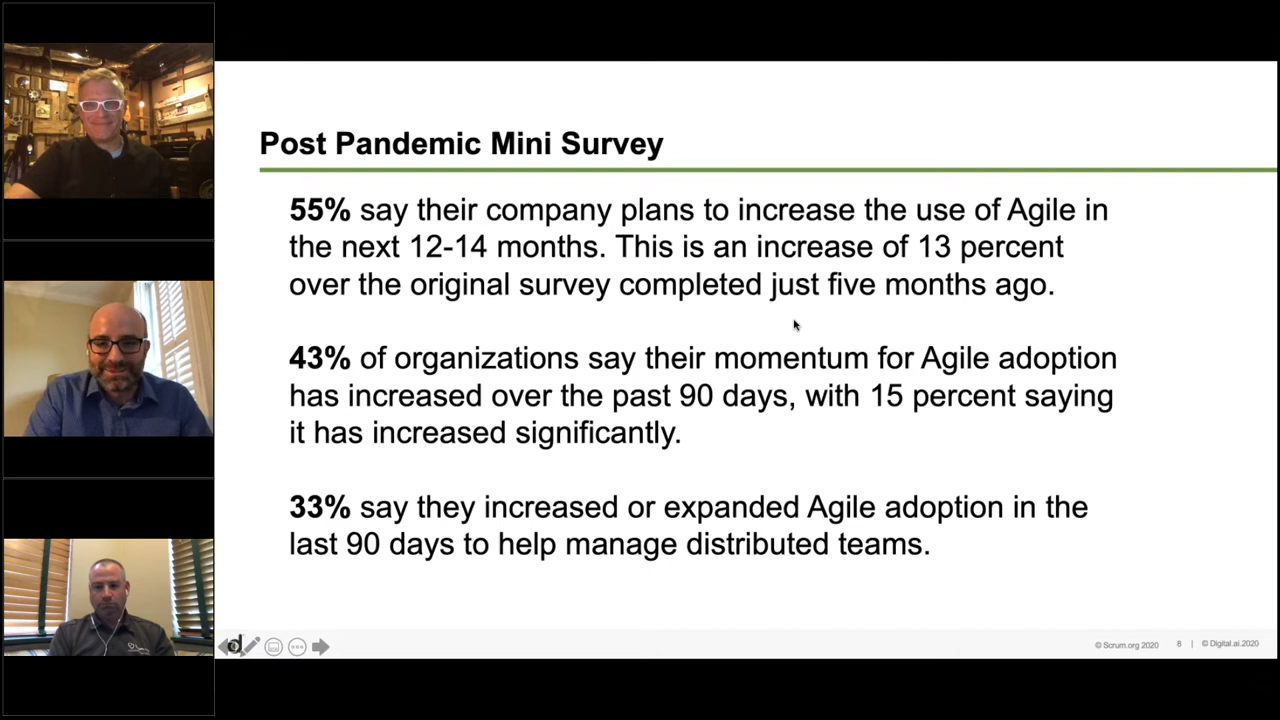 Post Pandemic Mini Survey
55% say their company plans to increase the use of Agile in
the next 12-14 months. This is an increase of 13 percent
over the original survey completed just five months ago.
43% of organizations say their momentum for Agile adoption
has increased over the past 90 days, with 15 percent saying
it has increased significantly.
33% say they increased or expanded Agile adoption in the
last 90 days to help manage distributed teams.
d
© Scrum.org 2020 8 | © Digital.ai.2020